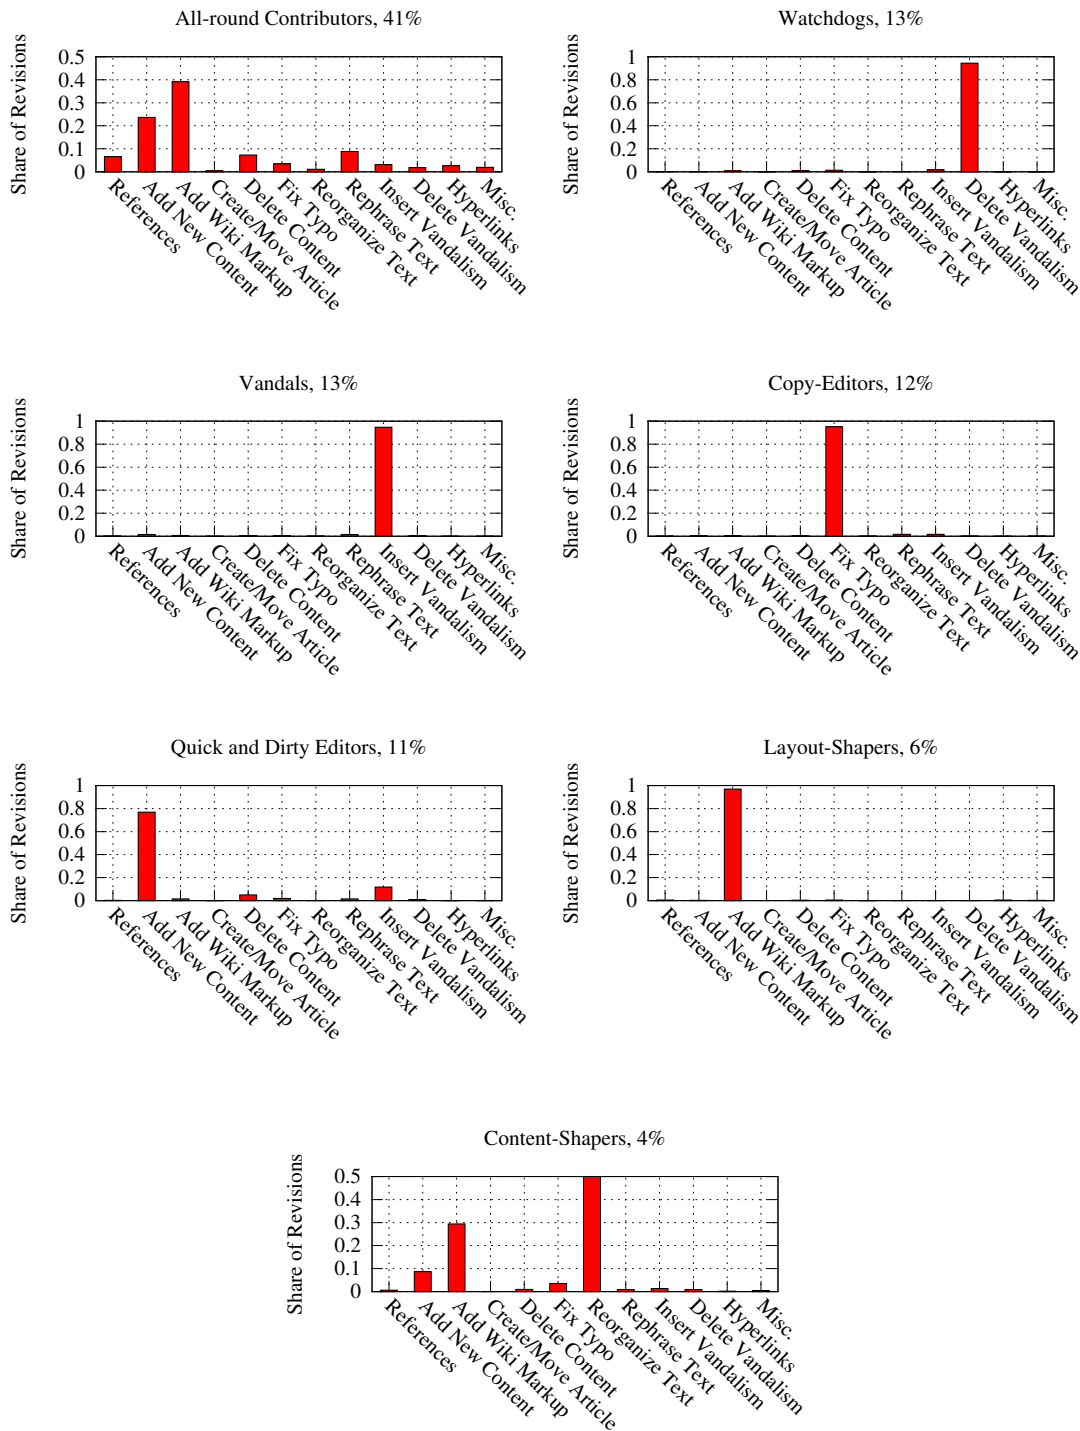 All-round Contributors, 41%
Share of Revisions
0.5
0.4
0.3
0.2
0.1
0
References
Add New Content
Add Wiki Markup
Create/Move Article
Delete Content
Fix Typo
Reorganize Text
Rephrase Text
Insert Vandalism
Delete Vandalism
Hyperlinks
Misc.
Watchdogs, 13%
Share of Revisions
1
0.8
0.6
0.4
0.2
0
References
Add New Content
Add Wiki Markup
Create/Move Article
Delete Content
Fix Typo
Reorganize Text
Rephrase Text
Insert Vandalism
Delete Vandalism
Hyperlinks
Misc.
Vandals, 13%
Share of Revisions
1
0.8
0.6
0.4
0.2
0
References
Add New Content
Add Wiki Markup
Create/Move Article
Delete Content
Fix Typo
Reorganize Text
Rephrase Text
Insert Vandalism
Delete Vandalism
Hyperlinks
Misc.
Copy-Editors, 12%
Share of Revisions
1
0.8
0.6
0.4
0.2
0
References
Add New Content
Add Wiki Markup
Create/Move Article
Delete Content
Fix Typo
Reorganize Text
Rephrase Text
Insert Vandalism
Delete Vandalism
Hyperlinks
Misc.
Quick and Dirty Editors, 11%
Share of Revisions
1
0.8
0.6
0.4
0.2
0
References
Add New Content
Add Wiki Markup
Create/Move Article
Delete Content
Fix Typo
Reorganize Text
Rephrase Text
Insert Vandalism
Delete Vandalism
Hyperlinks
Misc.
Layout-Shapers, 6%
Share of Revisions
1
0.8
0.6
0.4
0.2
0
References
Add New Content
Add Wiki Markup
Create/Move Article
Delete Content
Fix Typo
Reorganize Text
Rephrase Text
Insert Vandalism
Delete Vandalism
Hyperlinks
Misc.
Content-Shapers, 4%
Share of Revisions
0.5
0.4
0.3
0.2
0.1
0
References
Add New Content
Add Wiki Markup
Create/Move Article
Delete Content
Fix Typo
Reorganize Text
Rephrase Text
Insert Vandalism
Delete Vandalism
Hyperlinks
Misc.